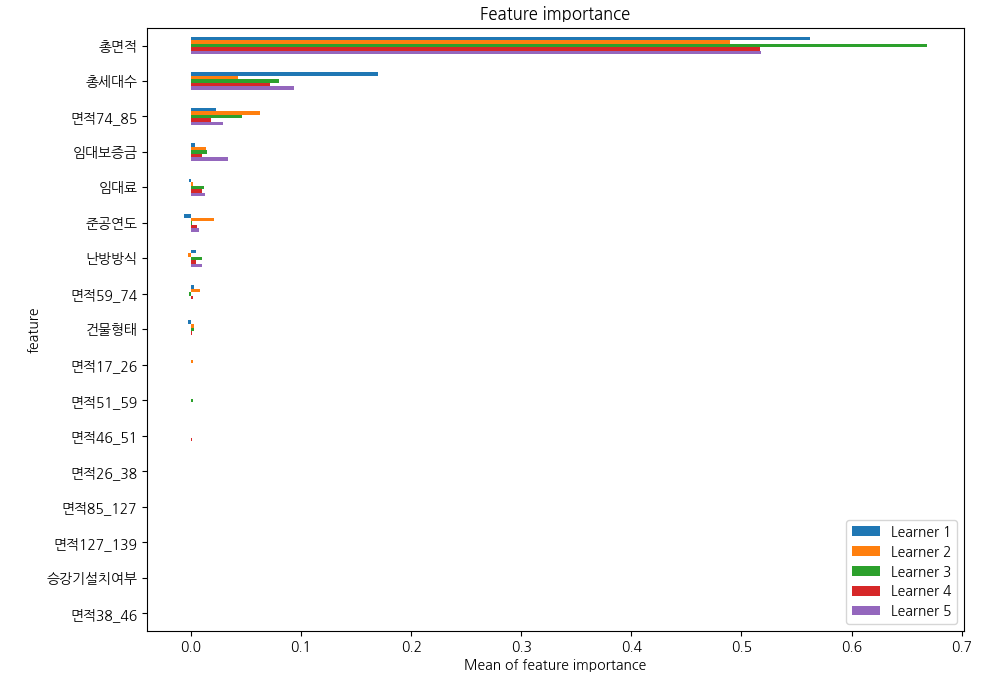 Feature importance
총면적
총세대수
면적74_85
임대보증금
임대료
준공연도
난방방식
면적59_74
건물형태
면적17_26
면적51_59
면적46_51
면적26_38
면적85_127
면적127_139
승강기설치여부
면적38_46
feature
Learner 1
Learner 2
Learner 3
Learner 4
Learner 5
0.0 0.1 0.2 0.3 0.4 0.5 0.6 0.7
Mean of feature importance